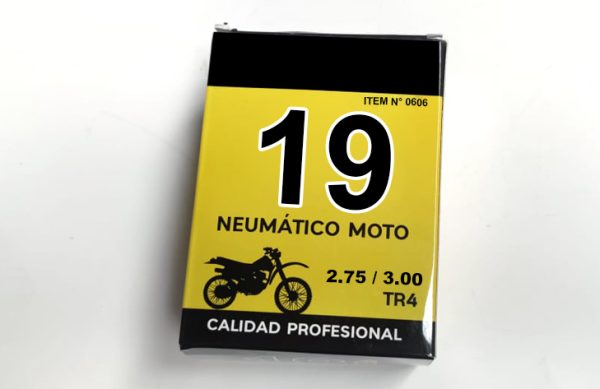 ITEM N° 0606
19
NEUMÁTICO MOTO
2.75 / 3.00
TR4
CALIDAD PROFESIONAL